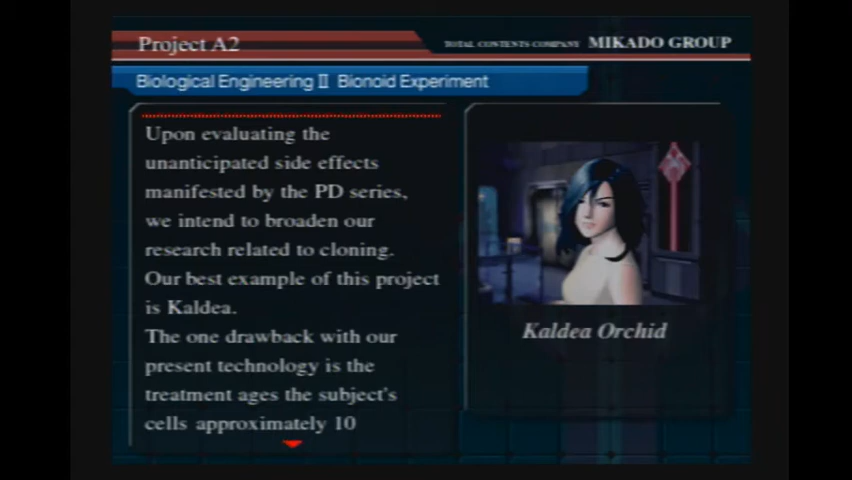 Project A2
TOTAL CONTENTS COMPANY MIKADO GROUP
Biological Engineering II Bionoid Experiment
Upon evaluating the
unanticipated side effects
manifested by the PD series,
we intend to broaden our
research related to cloning.
Our best example of this project
is Kaldea.
The one drawback with our
present technology is the
treatment ages the subject's
cells approximately 10
Kaldea Orchid